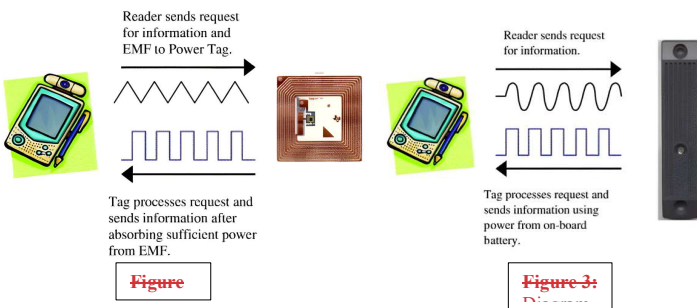 Reader sends request
for information and
EMF to Power Tag.
Tag processes request and
sends information after
absorbing sufficient power
from EMF.
Figure
Reader sends request
for information.
Tag processes request and
sends information using
power from on-board
battery.
Figure 3:
Diagram